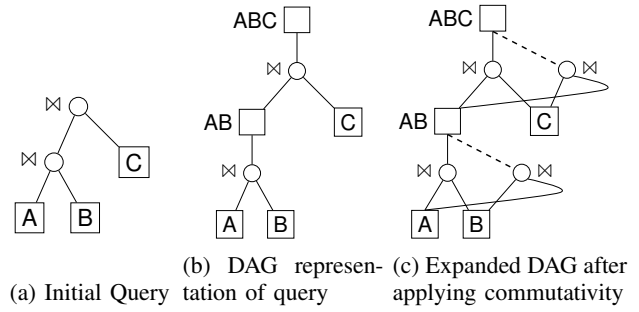 ⋈
⋈
C
A B
(a) Initial Query
ABC
⋈
AB
C
⋈
A B
(b) DAG represen-
tation of query
ABC
⋈ ⋈
AB
C
⋈ ⋈
A B
(c) Expanded DAG after
applying commutativity